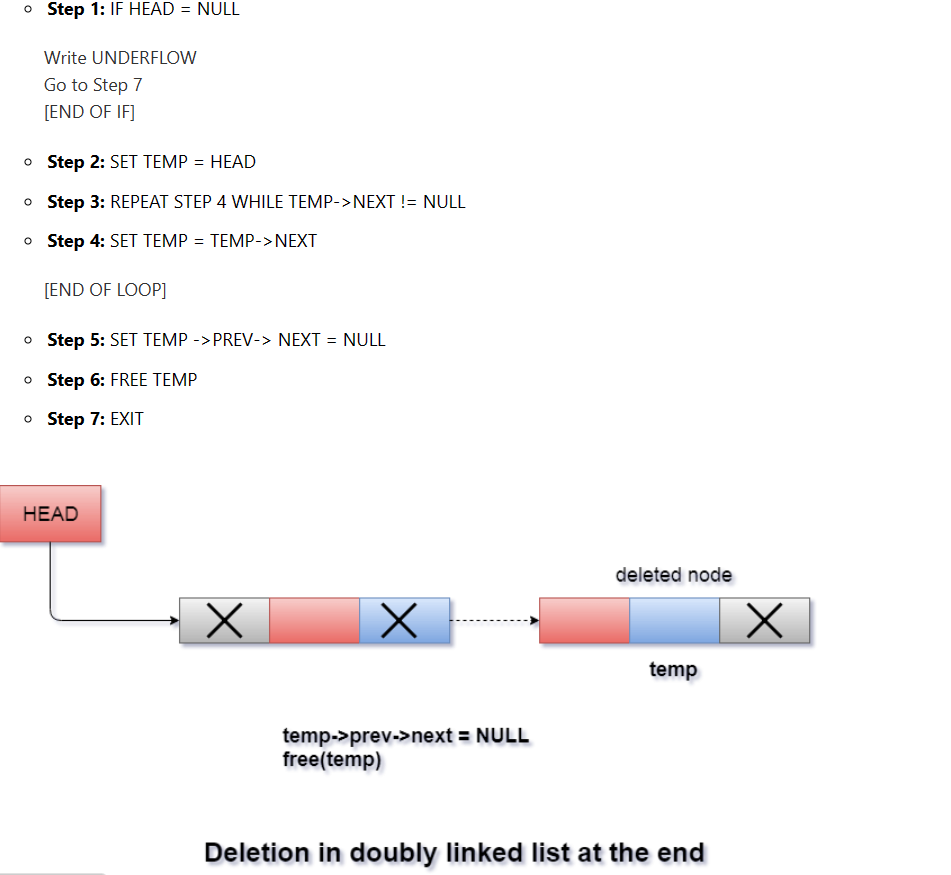 Step 1: IF HEAD = NULL
Write UNDERFLOW
Go to Step 7
[END OF IF]
Step 2: SET TEMP = HEAD
Step 3: REPEAT STEP 4 WHILE TEMP->NEXT != NULL
Step 4: SET TEMP = TEMP->NEXT
[END OF LOOP]
Step 5: SET TEMP ->PREV-> NEXT = NULL
Step 6: FREE TEMP
Step 7: EXIT
HEAD
deleted node
temp
temp->prev->next = NULL
free(temp)
Deletion in doubly linked list at the end